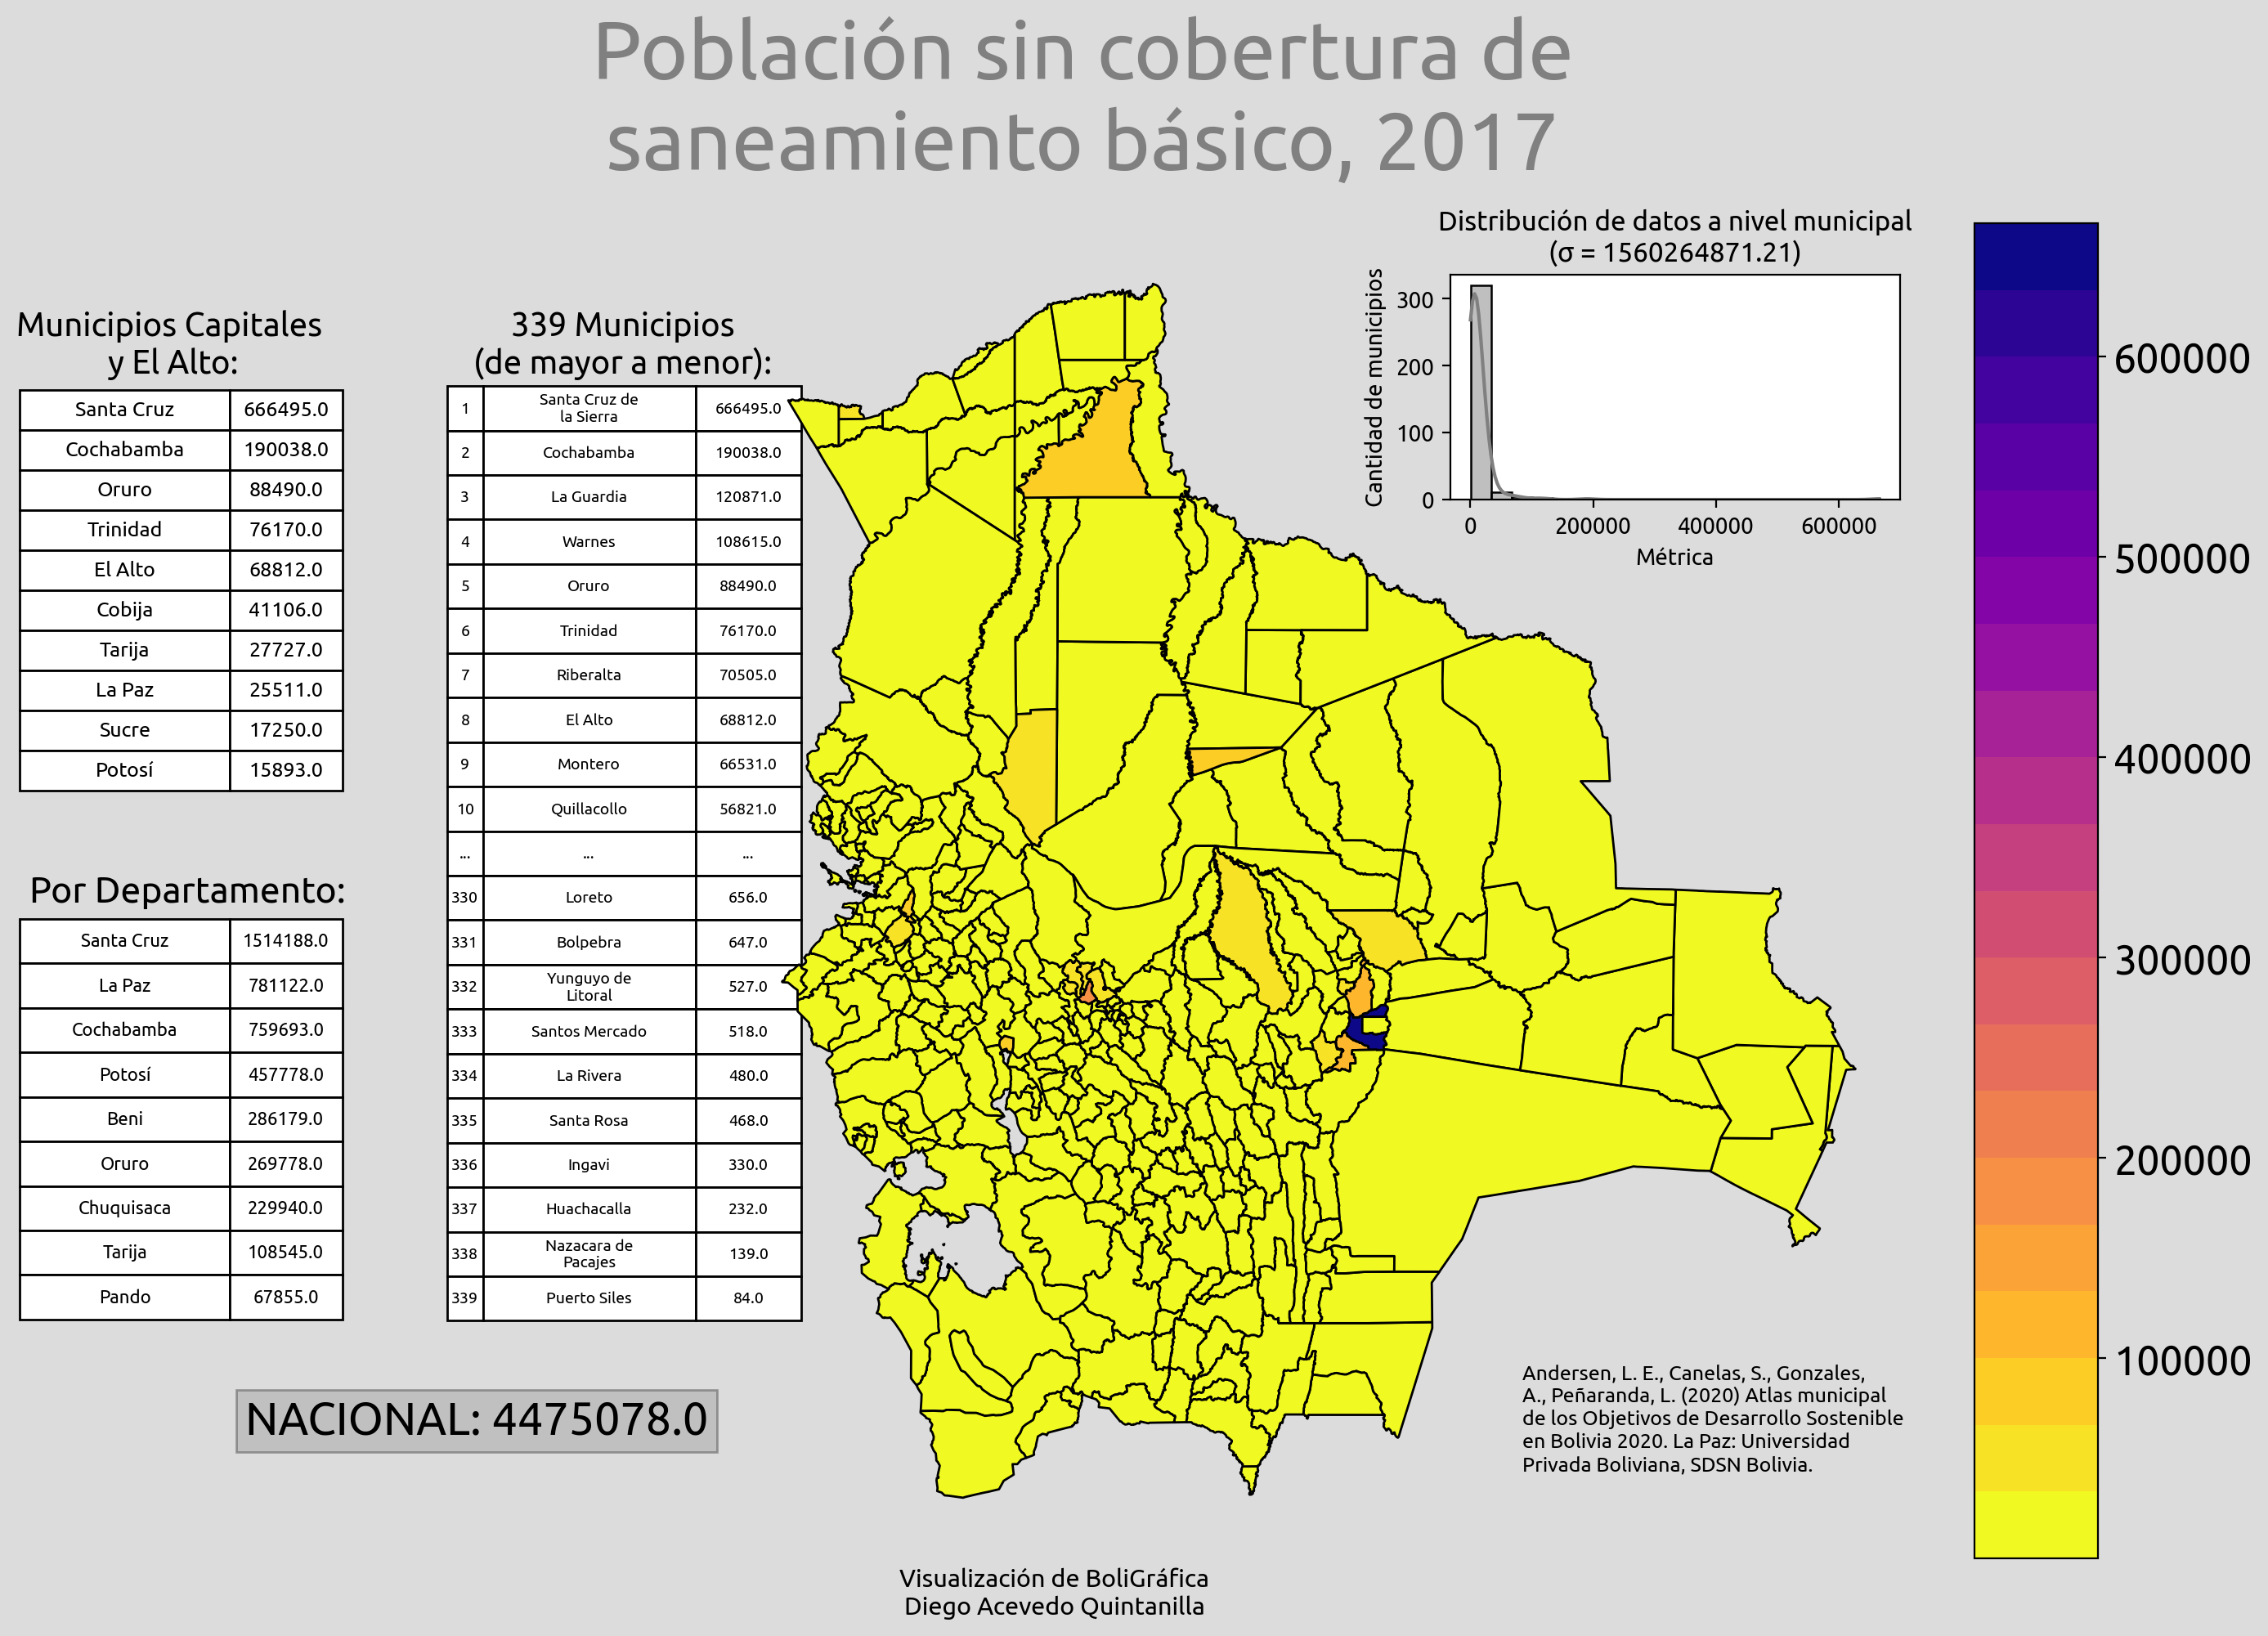 Población sin cobertura de
saneamiento básico, 2017
Municipios Capitales
y El Alto:
Santa Cruz 666495.0
Cochabamba 190038.0
Oruro 88490.0
Trinidad 76170.0
El Alto 68812.0
Cobija 41106.0
Tarija 27727.0
La Paz 25511.0
Sucre 17250.0
Potosí 15893.0
Por Departamento:
Santa Cruz 1514188.0
La Paz 781122.0
Cochabamba 759693.0
Potosí 457778.0
Beni 286179.0
Oruro 269778.0
Chuquisaca 229940.0
Tarija 108545.0
Pando 67855.0
NACIONAL: 4475078.0
339 Municipios
(de mayor a menor):
1 Santa Cruz de
la Sierra 666495.0
2 Cochabamba 190038.0
3 La Guardia 120871.0
4 Warnes 108615.0
5 Oruro 88490.0
6 Trinidad 76170.0
7 Riberalta 70505.0
8 El Alto 68812.0
9 Montero 66531.0
10 Quillacollo 56821.0
... ... ...
330 Loreto 656.0
331 Bolpebra 647.0
332 Yunguyo de
Litoral 527.0
333 Santos Mercado 518.0
334 La Rivera 480.0
335 Santa Rosa 468.0
336 Ingavi 330.0
337 Huachacalla 232.0
338 Nazacara de
Pacajes 139.0
339 Puerto Siles 84.0
Distribución de datos a nivel municipal
(σ = 1560264871.21)
Cantidad de municipios
300
200
100
0
0 200000 400000 600000
Métrica
600000
500000
400000
300000
200000
100000
Andersen, L. E., Canelas, S., Gonzales,
A., Peñaranda, L. (2020) Atlas municipal
de los Objetivos de Desarrollo Sostenible
en Bolivia 2020. La Paz: Universidad
Privada Boliviana, SDSN Bolivia.
Visualización de BoliGráfica
Diego Acevedo Quintanilla